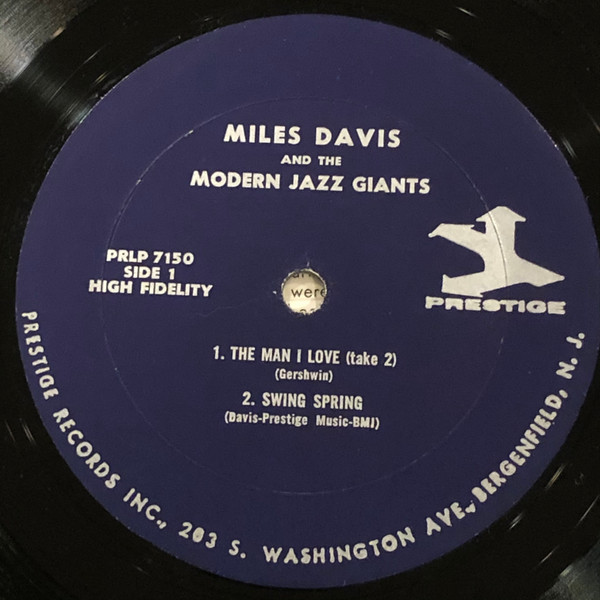 MILES DAVIS
AND THE
MODERN JAZZ GIANTS
PRLP 7150
SIDE 1
HIGH FIDELITY
PRESTIGE
were
1. THE MAN I LOVE (take 2)
(Gershwin)
2. SWING SPRING
(Davis-Prestige Music-BMI)
PRESTIGE RECORDS INC., 203 S. WASHINGTON AVE., BERGENFIELD, N. J.